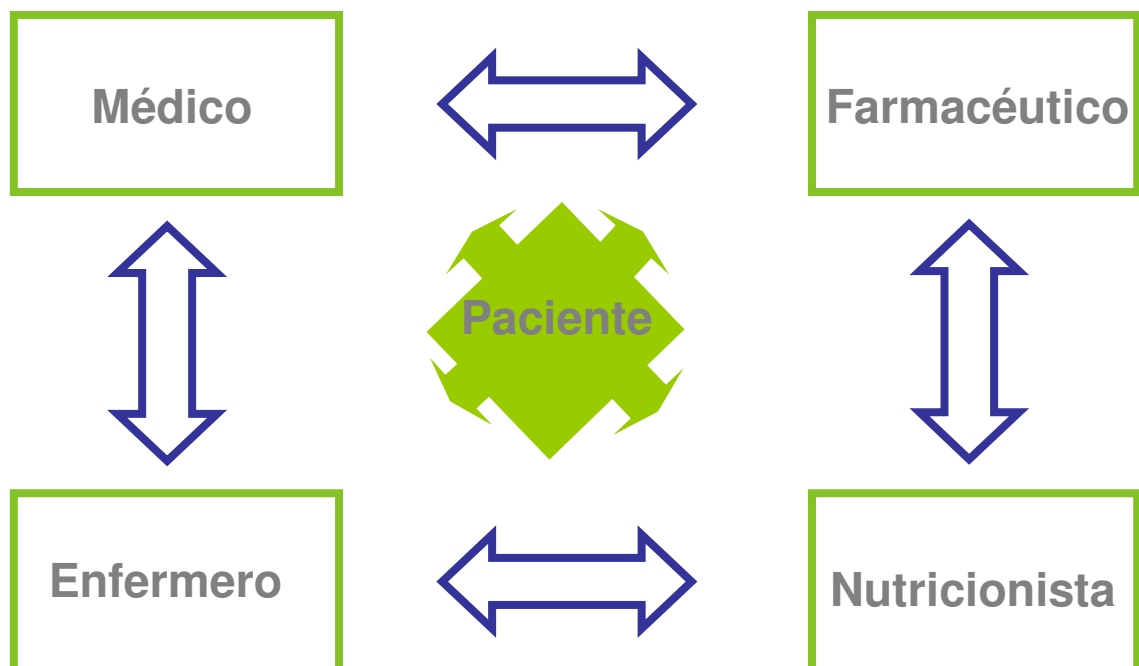 Médico
Farmacéutico
Paciente
Enfermero
Nutricionista